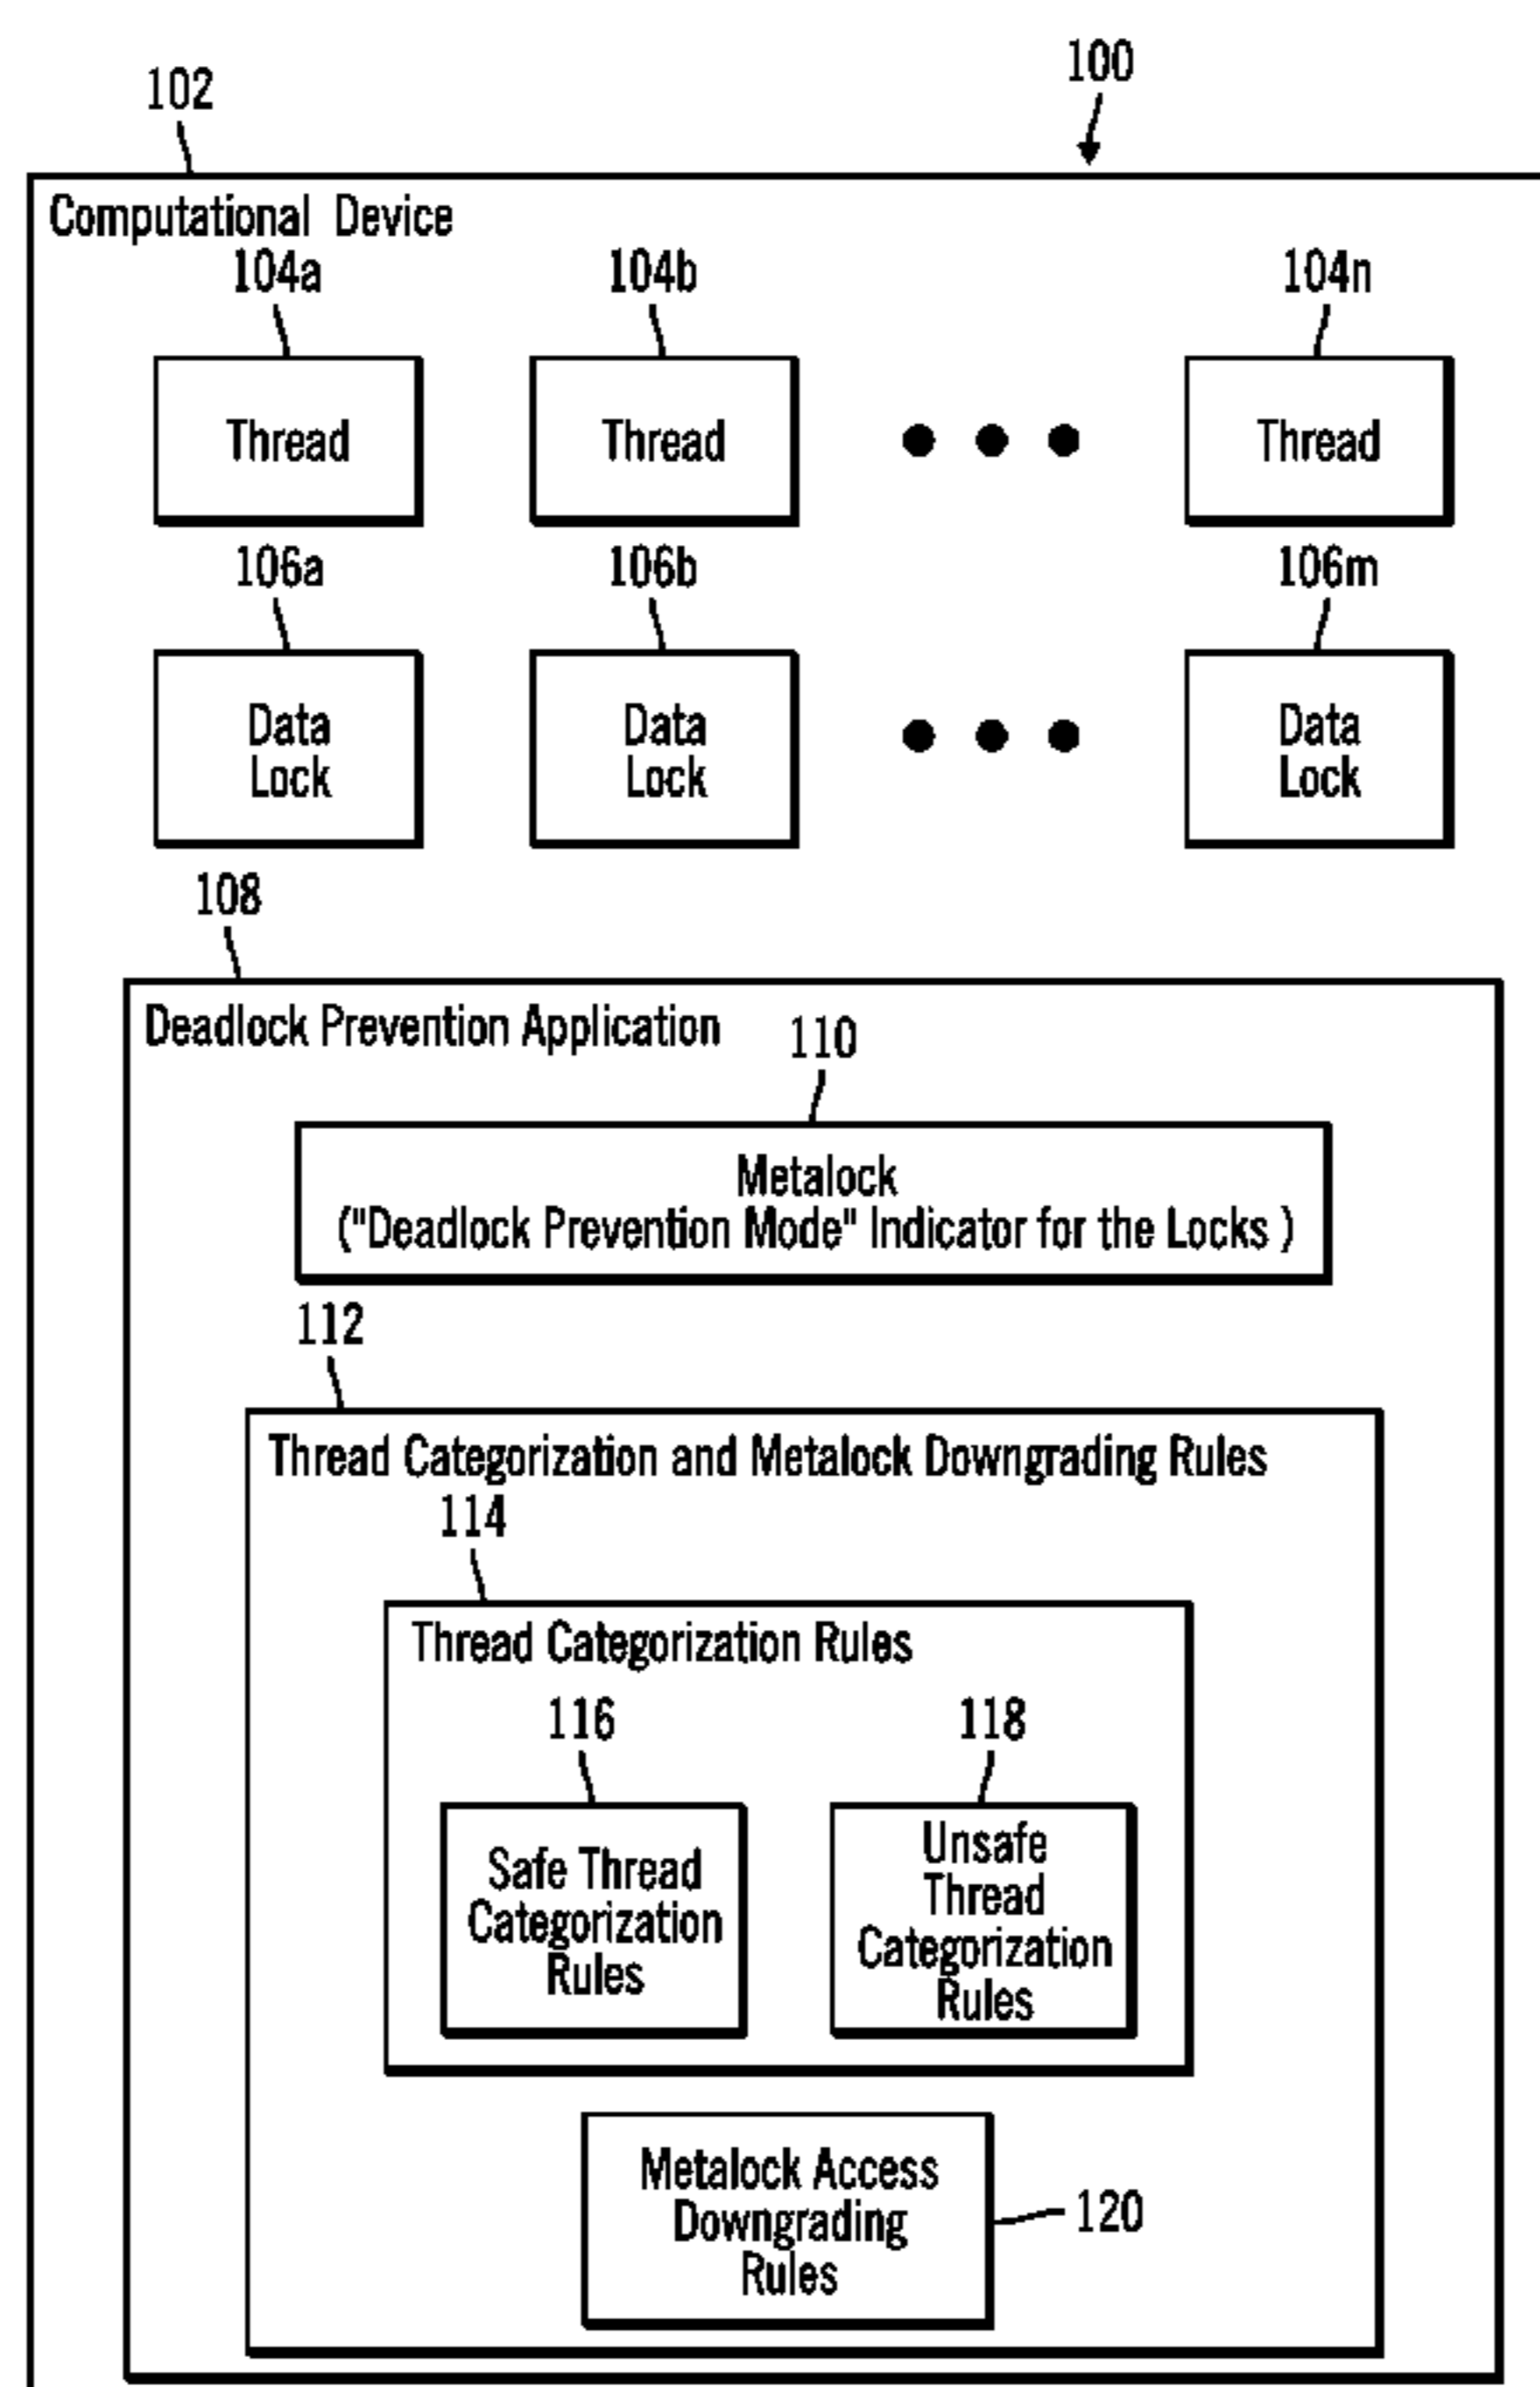 100
102
Computational Device
104a 104b 104n
Thread Thread Thread
106a 106b 106m
Data Lock Data Lock Data Lock
108
Deadlock Prevention Application
110
Metalock
("Deadlock Prevention Mode" Indicator for the Locks )
112
Thread Categorization and Metalock Downgrading Rules
114
Thread Categorization Rules
116 118
Safe Thread
Categorization
Rules
Unsafe
Thread
Categorization
Rules
Metalock Access
Downgrading
Rules
120